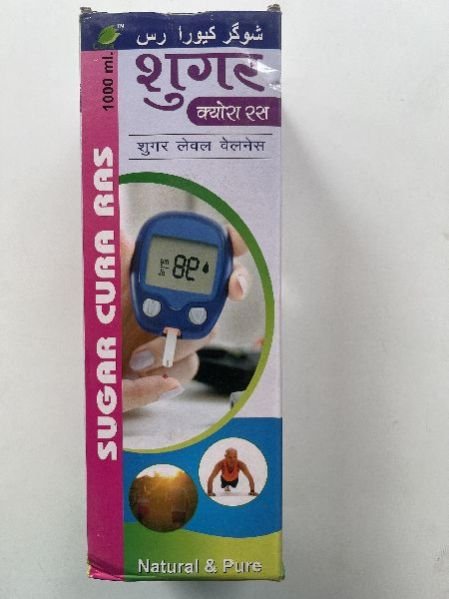 شوگر کیورا رس
शुगर
क्योरा रस
शुगर लेवल वेलनेस
1000 ml.
SUGAR CURA RAS
Natural & Pure